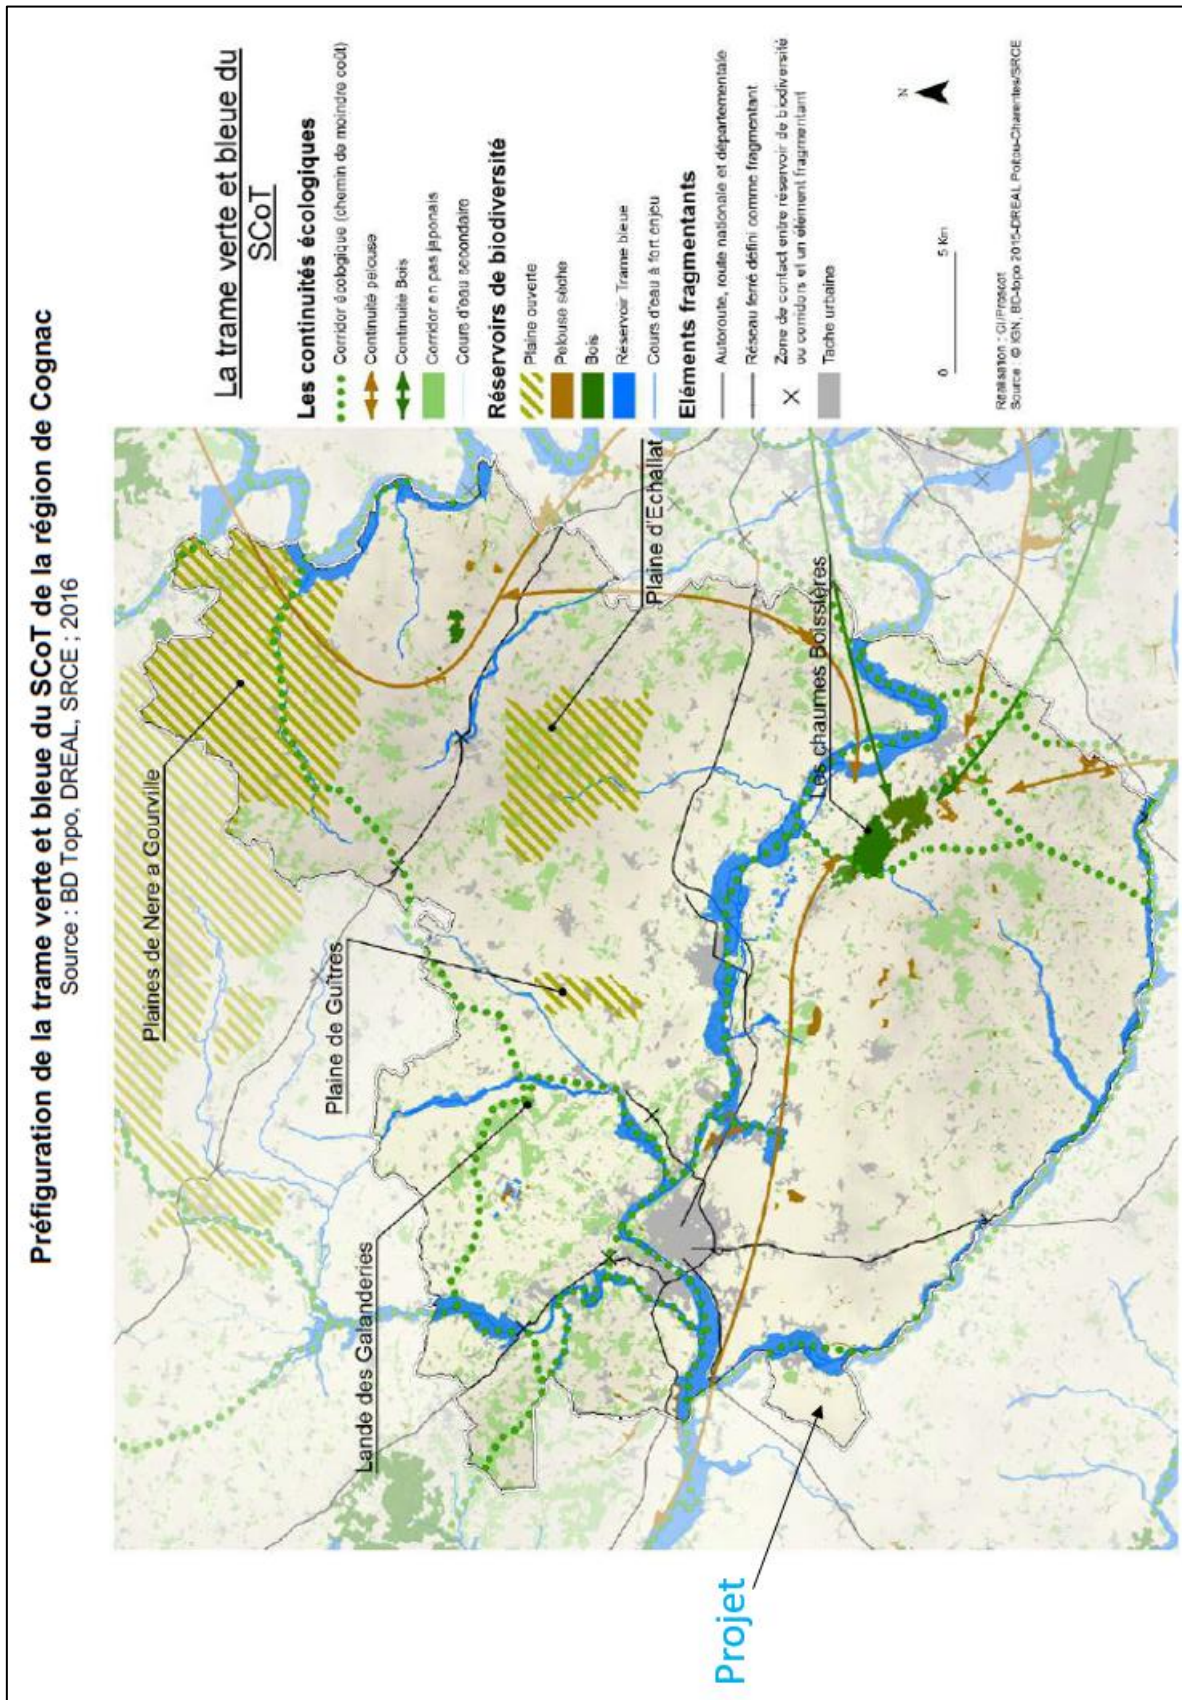 Préfiguration de la trame verte et bleue du SCoT de la région de Cognac
Source : BD Topo, DREAL, SRCE ; 2016
La trame verte et bleue du
SCoT
Les continuités écologiques
Corridor écologique (chemin de moindre coût)
Continuité pelouse
Continuité Bois
Corridor en pas japonais
Cours d'eau secondaire
Réservoirs de biodiversité
Plaine ouverte
Pelouse sèche
Bois
Réservoir Trame bleue
Cours d'eau à fort enjeu
Eléments fragmentants
Autoroute, route nationale et départementale
Réseau ferré défini comme fragmentant
Zone de contact entre réservoir de biodiversité
ou corridors et un élément fragmentant
Tache urbaine
N
0 5 Km
Réalisation : CI/Proscot
Source : © IGN, BD-topo 2015-DREAL Poitou-Charentes/SRCE
Plaines de Nere a Gourville
Plaine de Guîtres
Lande des Galanderies
Plaine d'Echallat
Les chaumes Boissières
Projet